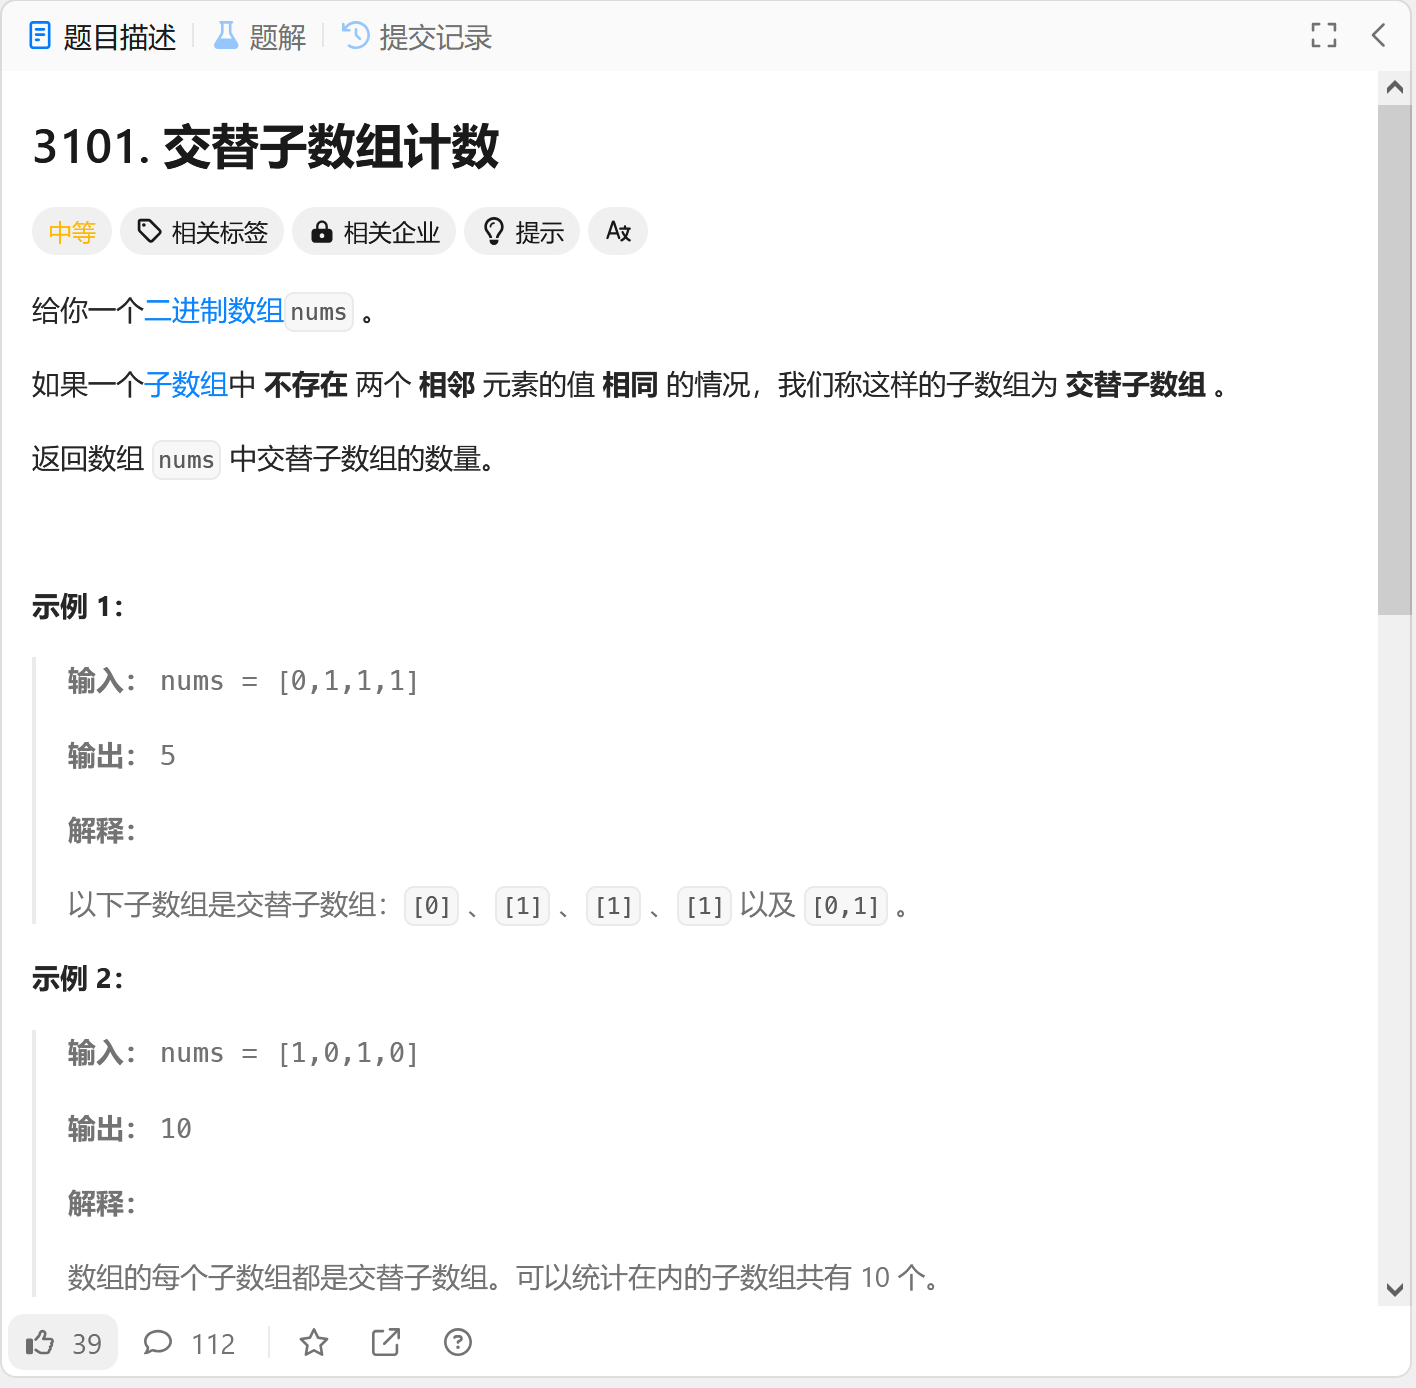 题目描述 题解 提交记录
3101. 交替子数组计数
中等 相关标签 相关企业 提示 A文
给你一个二进制数组 nums 。
如果一个子数组中 不存在 两个 相邻 元素的值 相同 的情况，我们称这样的子数组为 交替子数组 。
返回数组 nums 中交替子数组的数量。
示例 1：
输入： nums = [0,1,1,1]
输出： 5
解释：
以下子数组是交替子数组：[0] 、[1] 、[1] 、[1] 以及 [0,1] 。
示例 2：
输入： nums = [1,0,1,0]
输出： 10
解释：
数组的每个子数组都是交替子数组。可以统计在内的子数组共有 10 个。
39 112